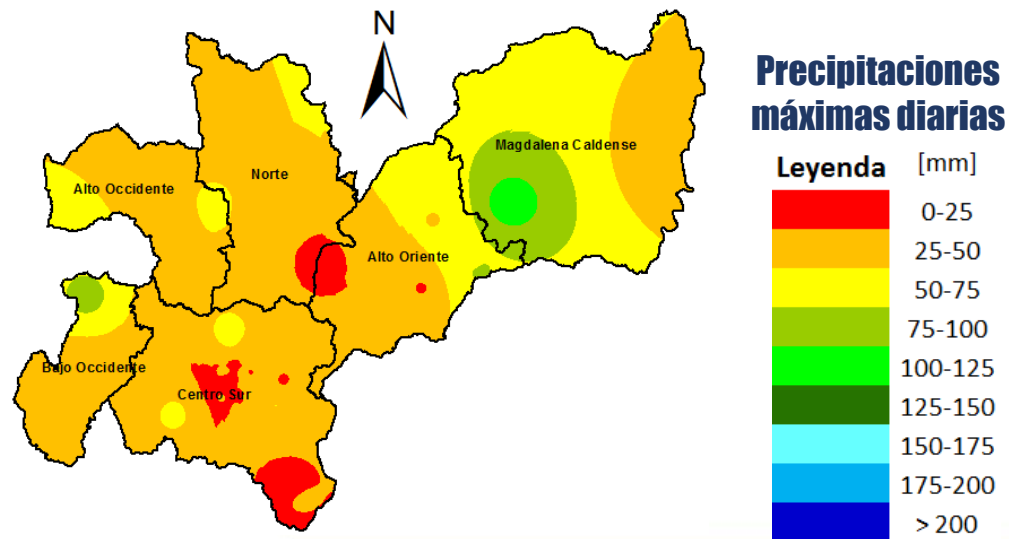 N
Magdalena Caldense
Alto Occidente
Norte
Alto Oriente
Bajo Occidente
Centro Sur
Precipitaciones
máximas diarias
Leyenda [mm]
0-25
25-50
50-75
75-100
100-125
125-150
150-175
175-200
> 200